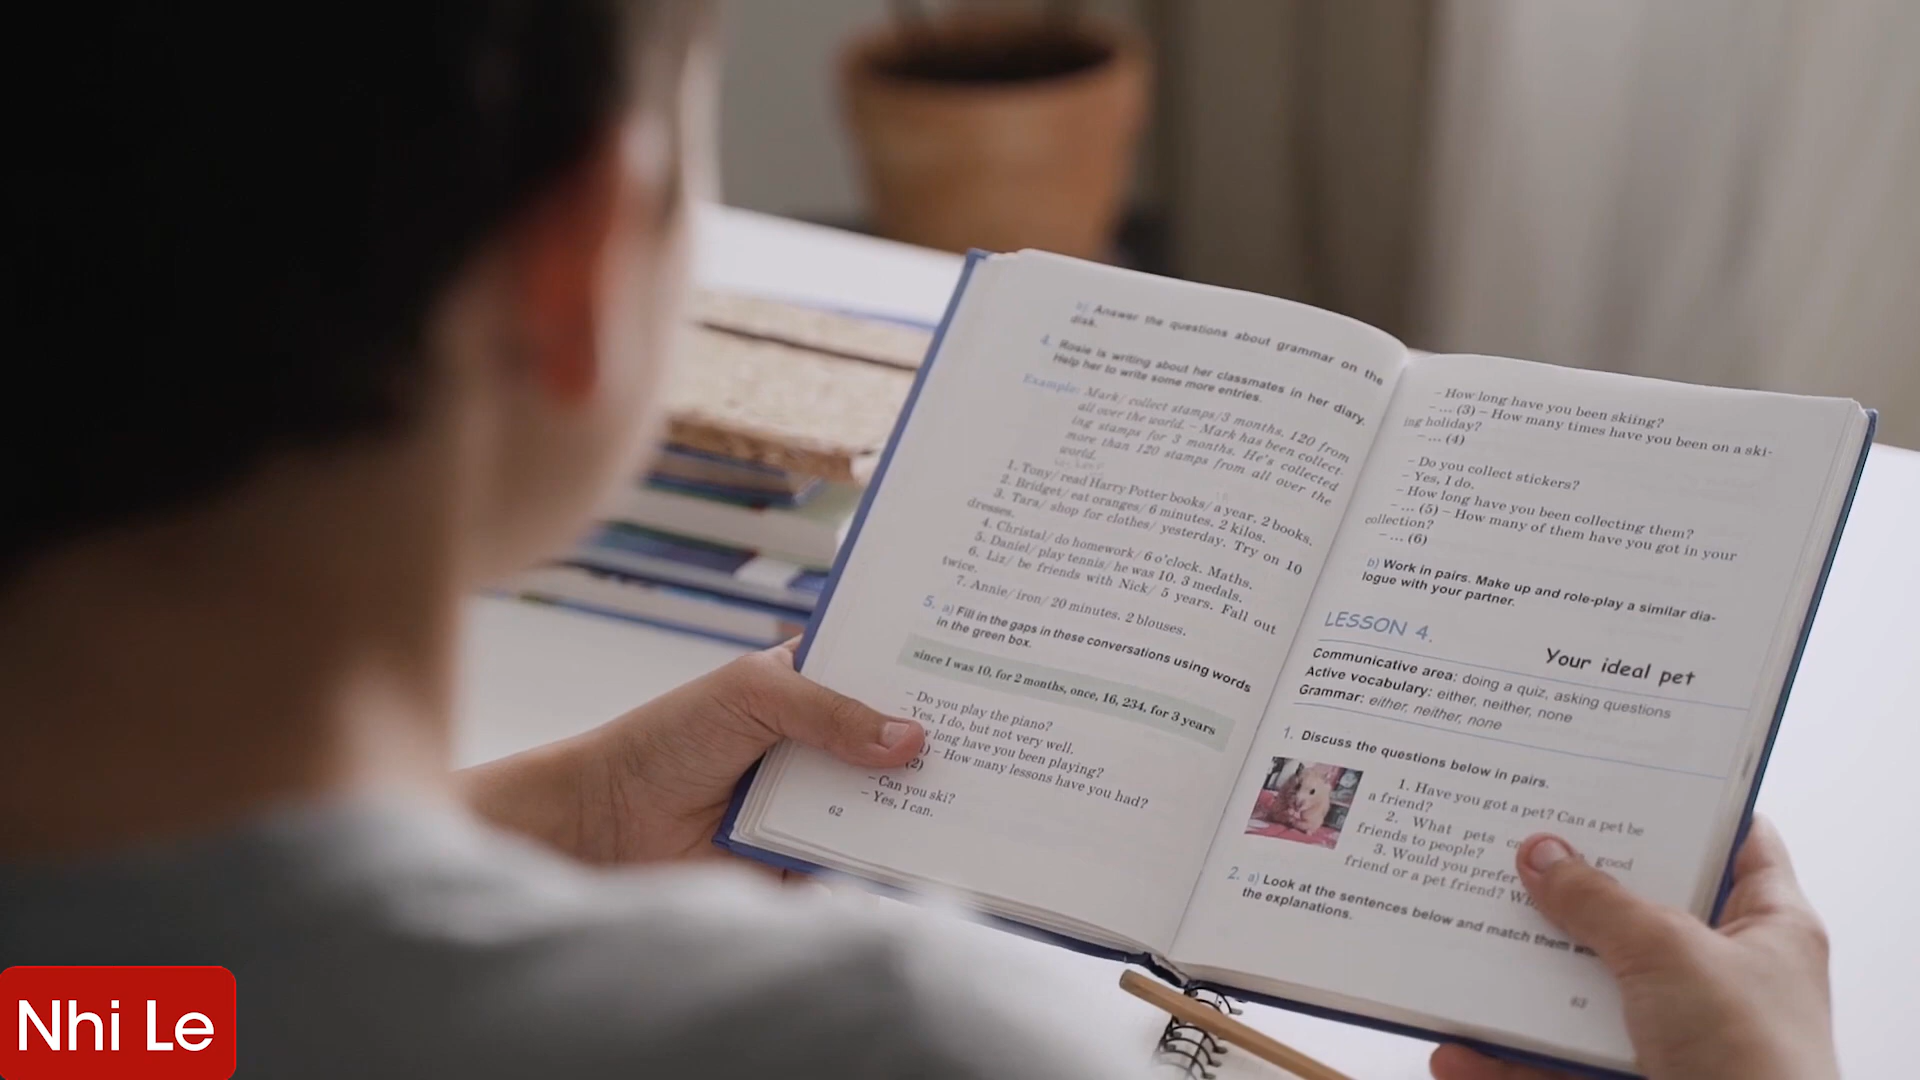 b) Answer the questions about grammar on the
disk.
4. Rosie is writing about her classmates in her diary.
Help her to write some more entries.
Example: Mark/ collect stamps/3 months. 120 from
all over the world. – Mark has been collect-
ing stamps for 3 months. He's collected
more than 120 stamps from all over the
world.
1. Tony/ read Harry Potter books/ a year. 2 books.
2. Bridget/ eat oranges/ 6 minutes. 2 kilos.
3. Tara/ shop for clothes/ yesterday. Try on 10
dresses.
4. Christal/ do homework/ 6 o'clock. Maths.
5. Daniel/ play tennis/ he was 10. 3 medals.
6. Liz/ be friends with Nick/ 5 years. Fall out
twice.
7. Annie/ iron/ 20 minutes. 2 blouses.
5. a) Fill in the gaps in these conversations using words
in the green box.
since I was 10, for 2 months, once, 16, 234, for 3 years
– Do you play the piano?
– Yes, I do, but not very well.
long have you been playing?
– How many lessons have you had?
(2)
– Can you ski?
– Yes, I can.
62
– How long have you been skiing?
– ... (3) – How many times have you been on a ski-
ing holiday?
– ... (4)
– Do you collect stickers?
– Yes, I do.
– How long have you been collecting them?
– ... (5) – How many of them have you got in your
collection?
– ... (6)
b) Work in pairs. Make up and role-play a similar dia-
logue with your partner.
LESSON 4.
Your ideal pet
Communicative area: doing a quiz, asking questions
Active vocabulary: either, neither, none
Grammar: either, neither, none
1. Discuss the questions below in pairs.
1. Have you got a pet? Can a pet be
a friend?
2. What pets good
friends to people?
3. Would you prefer
friend or a pet friend?
2. a) Look at the sentences below and match them
the explanations.
63
Nhi Le